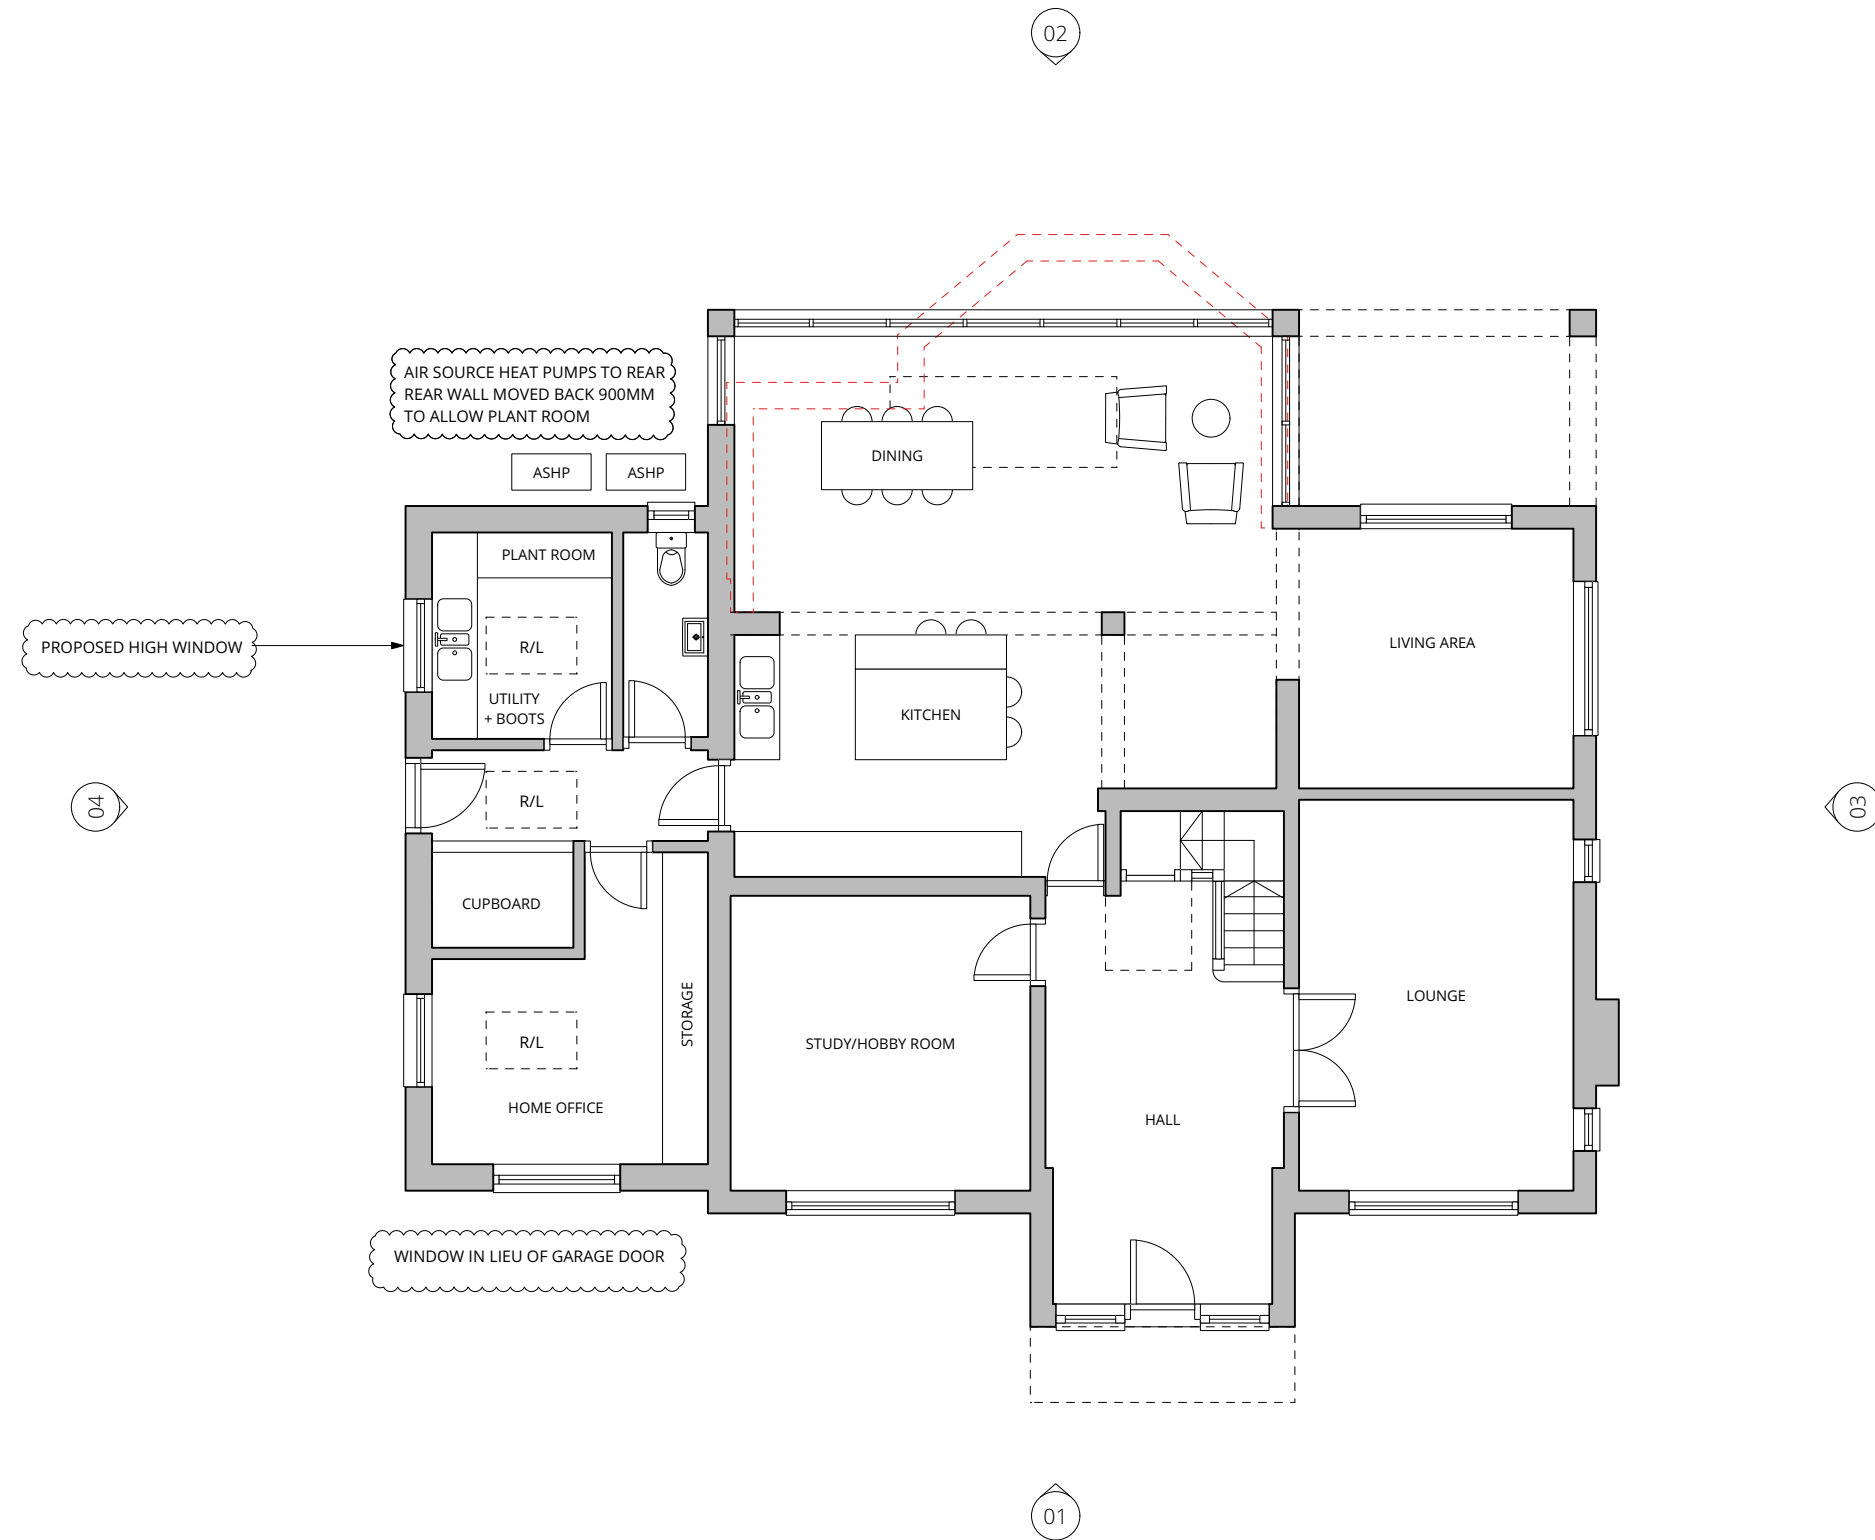 02
AIR SOURCE HEAT PUMPS TO REAR
REAR WALL MOVED BACK 900MM
TO ALLOW PLANT ROOM
ASHP
ASHP
DINING
PLANT ROOM
PROPOSED HIGH WINDOW
R/L
LIVING AREA
UTILITY
+ BOOTS
KITCHEN
04
R/L
03
CUPBOARD
STORAGE
LOUNGE
R/L
STUDY/HOBBY ROOM
HOME OFFICE
HALL
WINDOW IN LIEU OF GARAGE DOOR
01